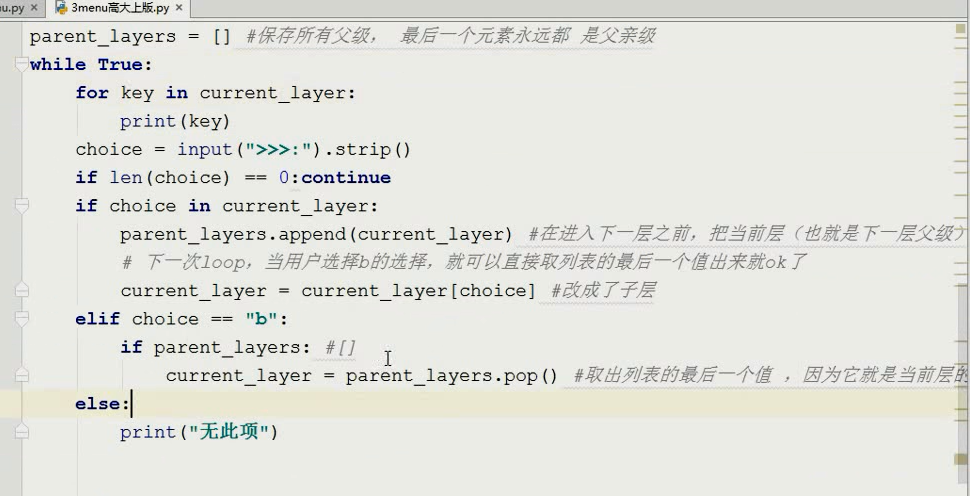 nu.py × 3menu高大上版.py ×
parent_layers = [] #保存所有父级， 最后一个元素永远都 是父亲级
while True:
    for key in current_layer:
        print(key)
    choice = input(">>>:").strip()
    if len(choice) == 0:continue
    if choice in current_layer:
        parent_layers.append(current_layer) #在进入下一层之前，把当前层（也就是下一层父级）
        # 下一次loop，当用户选择b的选择，就可以直接取列表的最后一个值出来就ok了
        current_layer = current_layer[choice] #改成了子层
    elif choice == "b":
        if parent_layers: #[]
            current_layer = parent_layers.pop() #取出列表的最后一个值 ，因为它就是当前层的
    else:
        print("无此项")